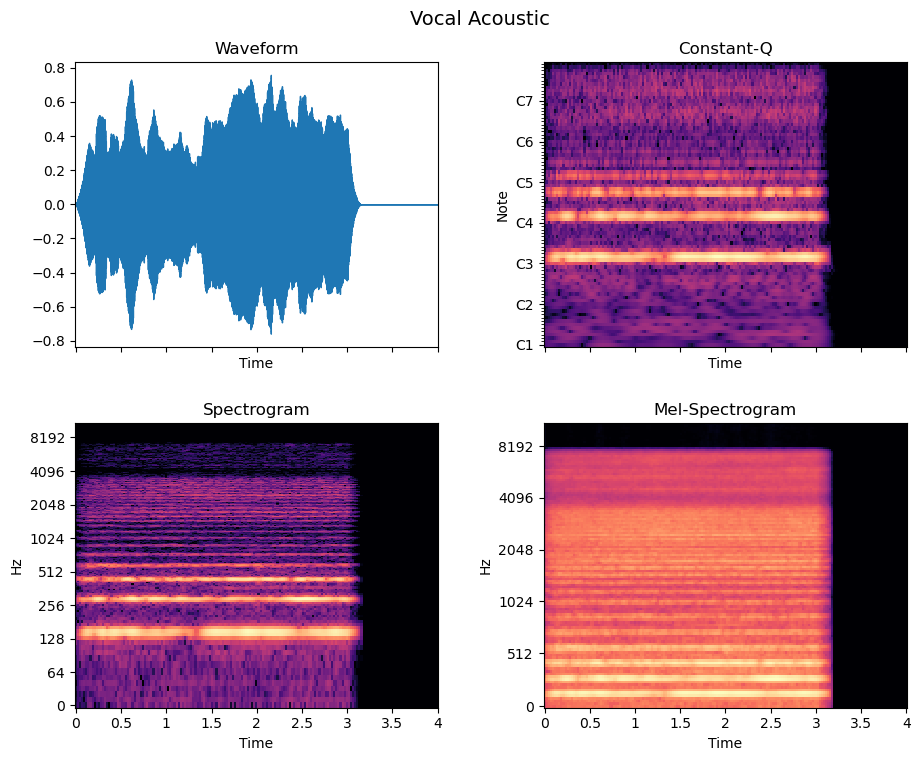 Vocal Acoustic
Waveform
0.8
0.6
0.4
0.2
0.0
−0.2
−0.4
−0.6
−0.8
Time
Constant-Q
Note
C7
C6
C5
C4
C3
C2
C1
Time
Spectrogram
Hz
8192
4096
2048
1024
512
256
128
64
0
0 0.5 1 1.5 2 2.5 3 3.5 4
Time
Mel-Spectrogram
Hz
8192
4096
2048
1024
512
0
0 0.5 1 1.5 2 2.5 3 3.5 4
Time